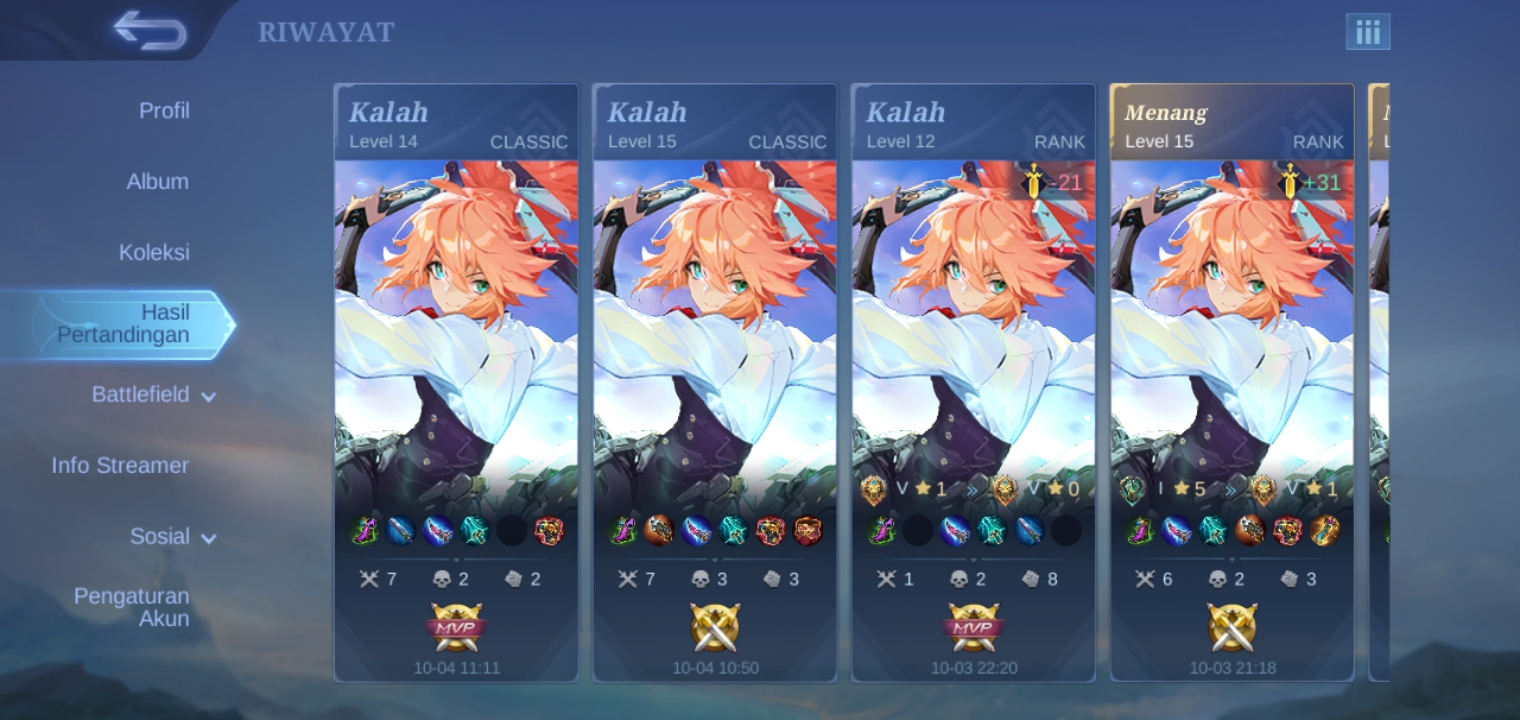 RIWAYAT
Profil
Album
Koleksi
Hasil
Pertandingan
Battlefield
Info Streamer
Sosial
Pengaturan
Akun
Kalah
Level 14 CLASSIC
7 2 2
MVP
10-04 11:11
Kalah
Level 15 CLASSIC
7 3 3
10-04 10:50
Kalah
Level 12 RANK
-21
V 1 » V 0
1 2 8
MVP
10-03 22:20
Menang
Level 15 RANK
+31
I 5 » V 1
6 2 3
10-03 21:18